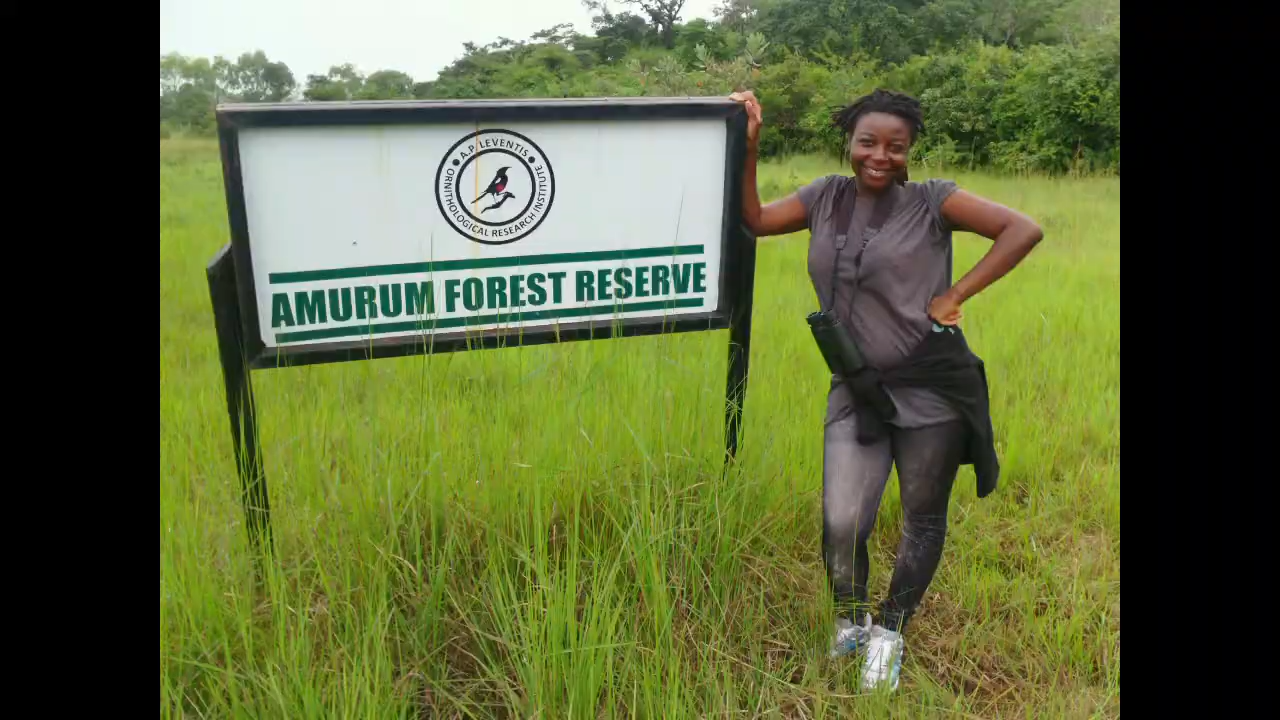 A.P. LEVENTIS
ORNITHOLOGICAL RESEARCH INSTITUTE
AMURUM FOREST RESERVE